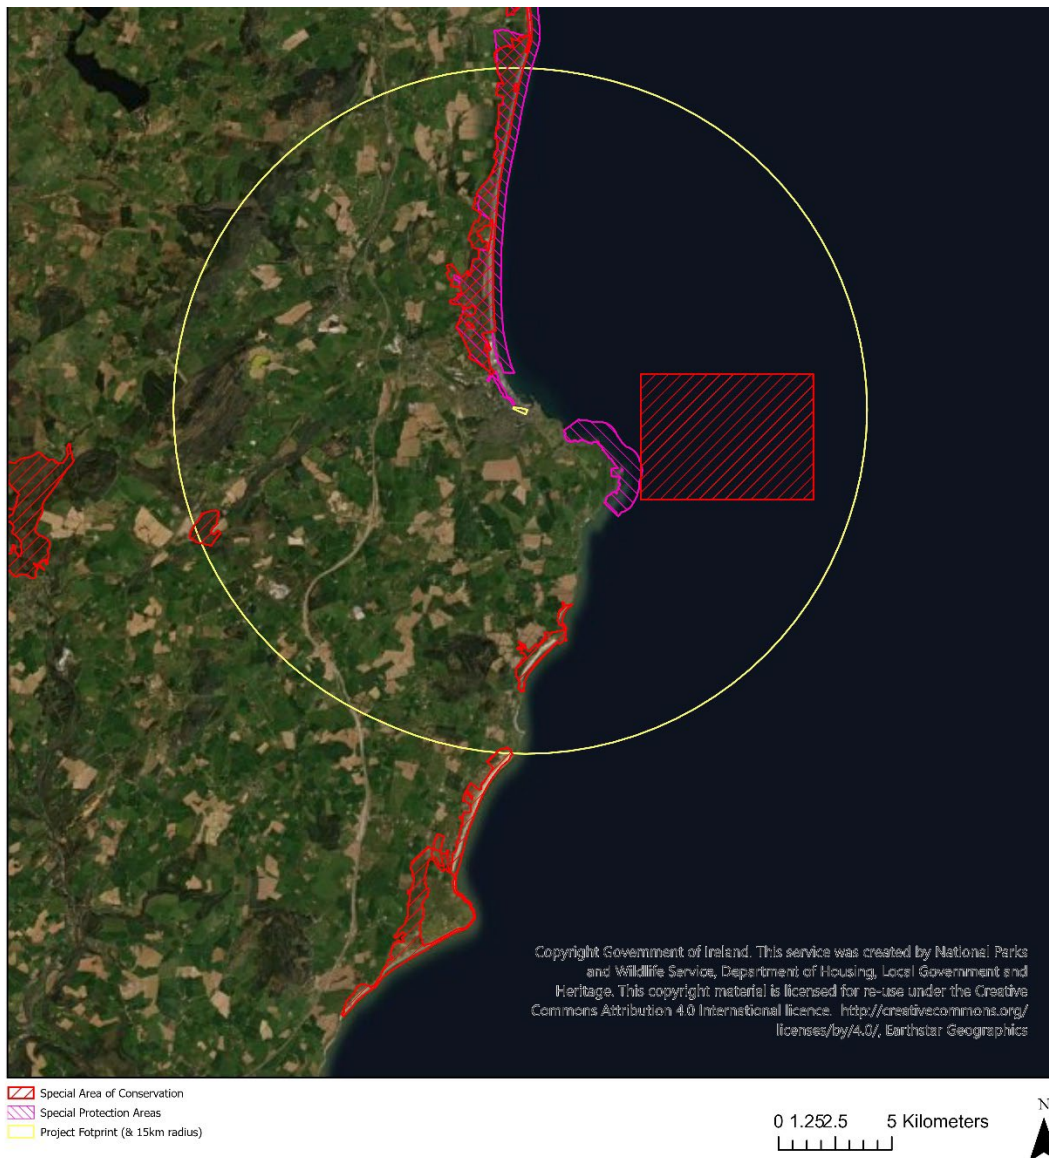 Copyright Government of Ireland. This service was created by National Parks
and Wildlife Service, Department of Housing, Local Government and
Heritage. This copyright material is licensed for re-use under the Creative
Commons Attribution 4.0 International licence. http://creativecommons.org/
licenses/by/4.0/, Earthstar Geographics
Special Area of Conservation
Special Protection Areas
Project Fotprint (& 15km radius)
0 1.252.5 5 Kilometers
N